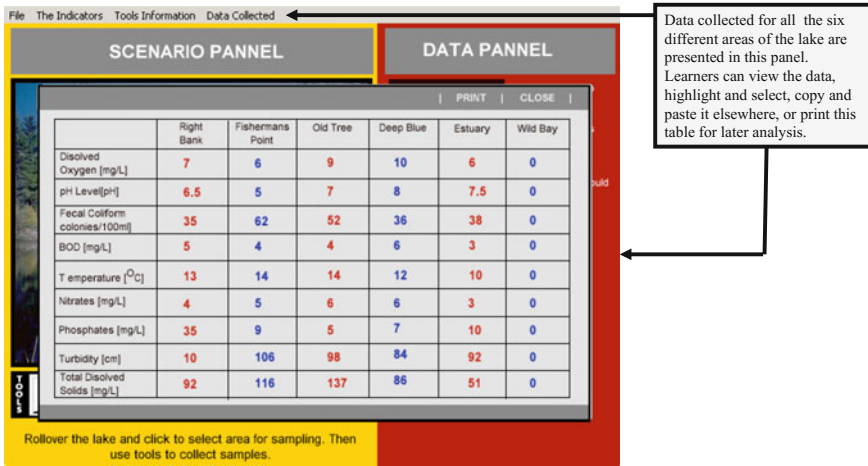 File The Indicators Tools Information Data Collected
SCENARIO PANNEL
DATA PANNEL
| PRINT | CLOSE |
Right Bank Fishermans Point Old Tree Deep Blue Estuary Wild Bay
Disolved Oxygen [mg/L] 7 6 9 10 6 0
pH Level[pH] 6.5 5 7 8 7.5 0
Fecal Coliform colonies/100ml] 35 62 52 36 38 0
BOD [mg/L] 5 4 4 6 3 0
T emperature [OC] 13 14 14 12 10 0
Nitrates [mg/L] 4 5 6 6 3 0
Phosphates [mg/L] 35 9 5 7 10 0
Turbidity [cm] 10 106 98 84 92 0
Total Disolved Solids [mg/L] 92 116 137 86 51 0
TOOLS
Rollover the lake and click to select area for sampling. Then
use tools to collect samples.
Data collected for all the six
different areas of the lake are
presented in this panel.
Learners can view the data,
highlight and select, copy and
paste it elsewhere, or print this
table for later analysis.